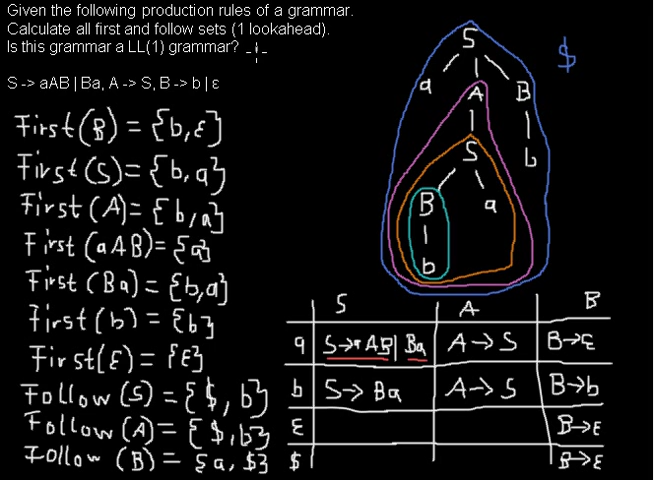 Given the following production rules of a grammar.
Calculate all first and follow sets (1 lookahead).
Is this grammar a LL(1) grammar?
S -> aAB | Ba, A -> S, B -> b | ε
First(B) = {b, ε}
First(S) = {b, a}
First(A) = {b, a}
First(aAB) = {a}
First(Ba) = {b, a}
First(b) = {b}
First(ε) = {ε}
Follow(S) = {$, b}
Follow(A) = {$, b}
Follow(B) = {a, $}
S
$
a A B
S b
B a
b
S A B
a S→aAB | Ba A→S B→ε
b S→Ba A→S B→b
ε B→ε
$ B→ε